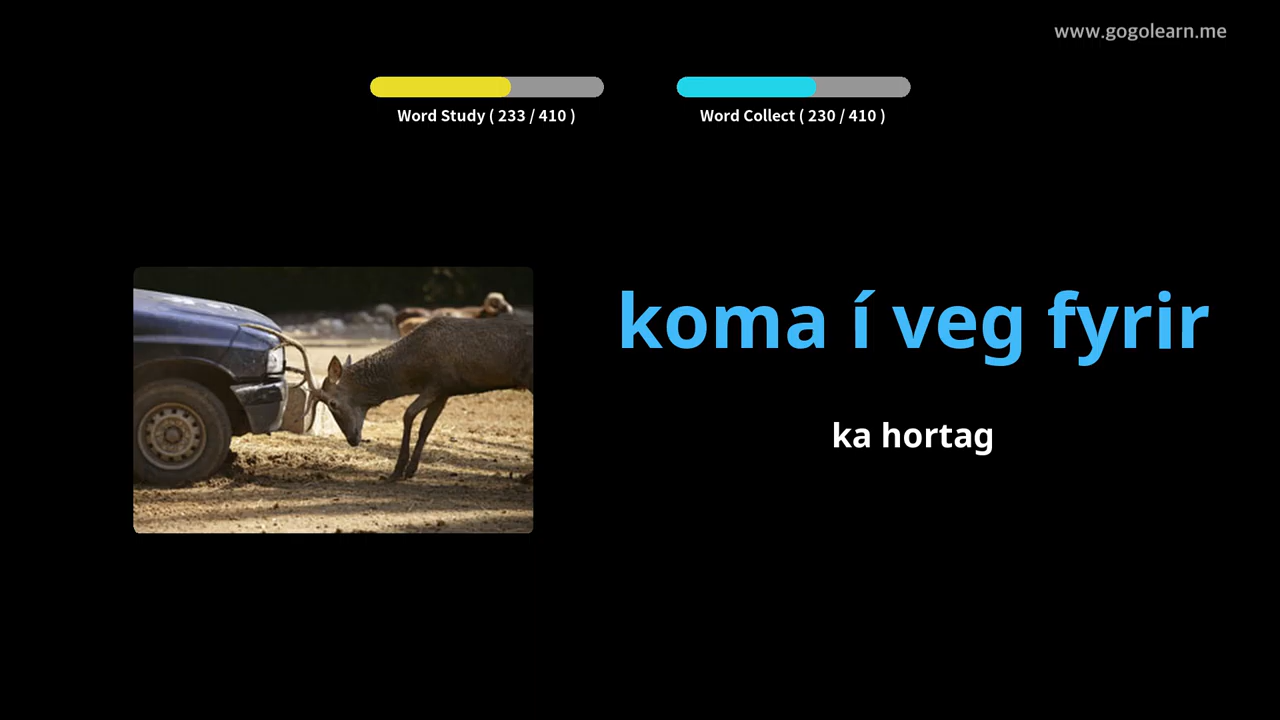 www.gogolearn.me
Word Study ( 233 / 410 )
Word Collect ( 230 / 410 )
koma í veg fyrir
ka hortag